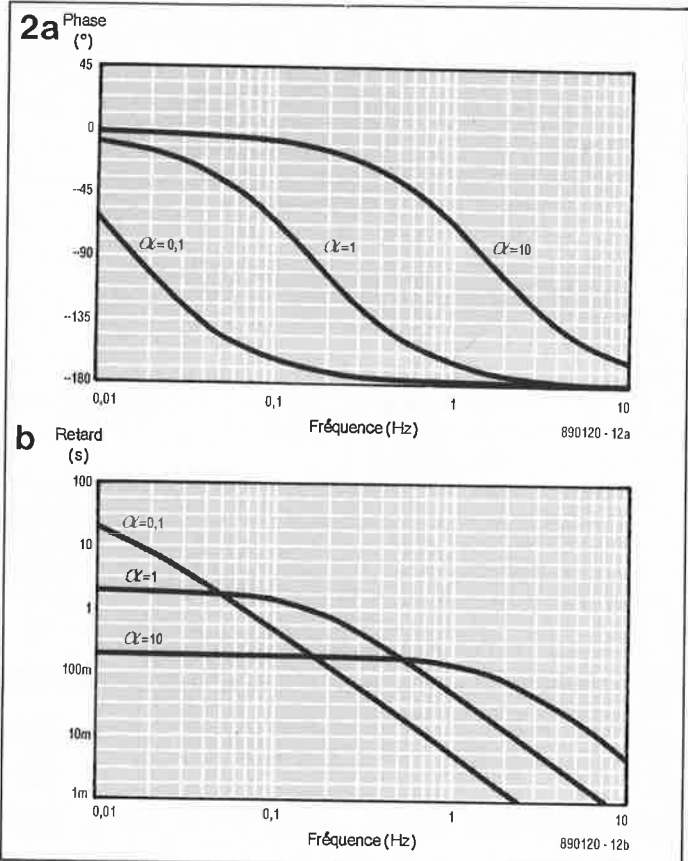 2a Phase
(°)
45
0
--45
--90
--135
--180
α=0,1
α=1
α=10
0,01
0,1
1
10
Fréquence (Hz)
890120 - 12a
b Retard
(s)
100
10
1
100m
10m
1m
α=0,1
α=1
α=10
0,01
0,1
1
10
Fréquence (Hz)
890120 - 12b